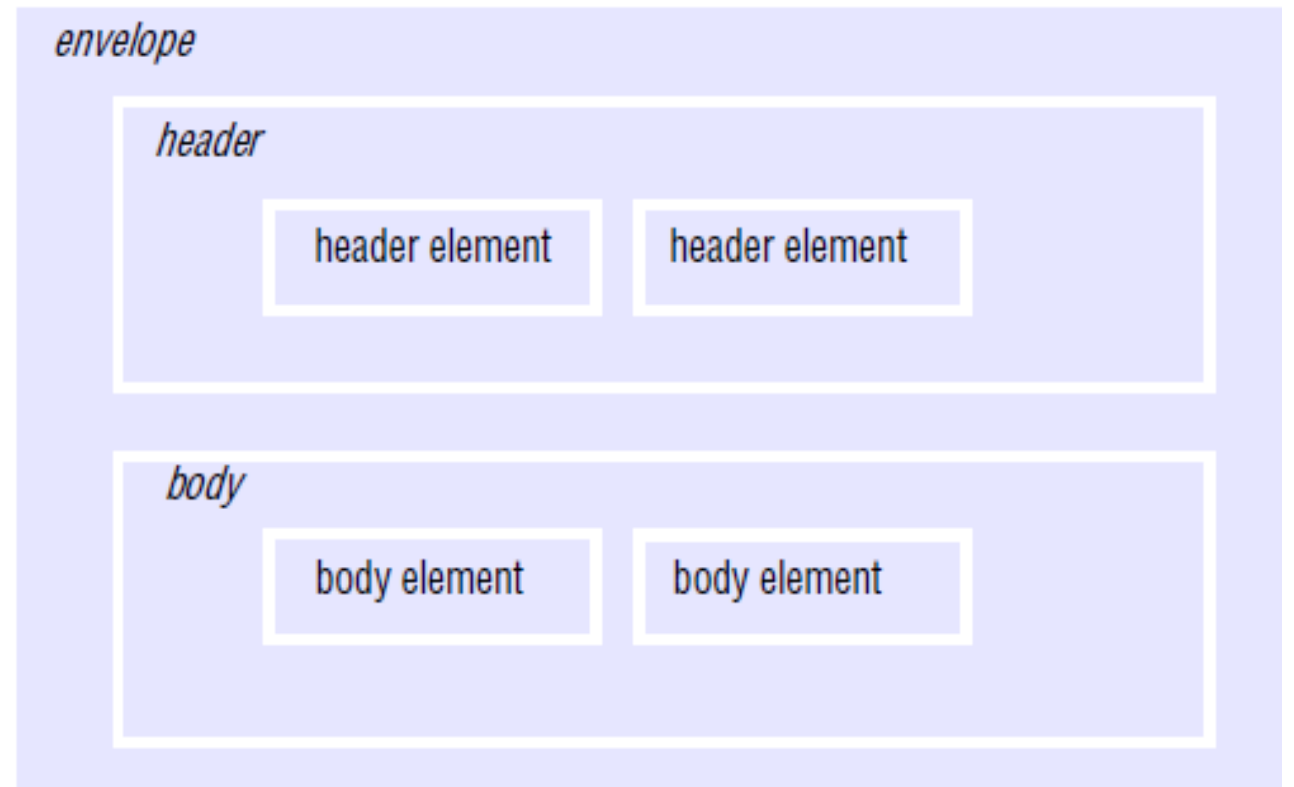 envelope
header
header element header element
body
body element body element